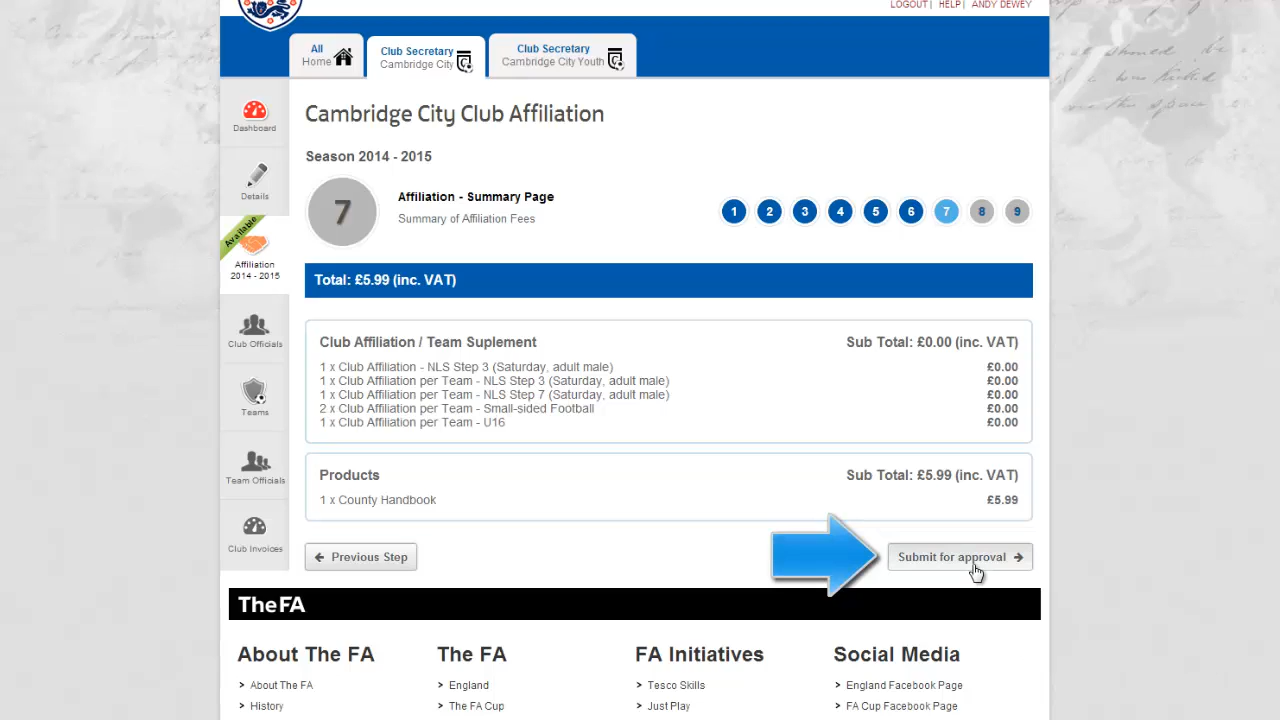 LOGOUT | HELP | ANDY DEWEY
All
Home
Club Secretary
Cambridge City
Club Secretary
Cambridge City Youth
Cambridge City Club Affiliation
Dashboard
Season 2014 - 2015
Details
7
Affiliation - Summary Page
Summary of Affiliation Fees
1 2 3 4 5 6 7 8 9
Available
Affiliation
2014 - 2015
Total: £5.99 (inc. VAT)
Club Affiliation / Team Suplement Sub Total: £0.00 (inc. VAT)
1 x Club Affiliation - NLS Step 3 (Saturday, adult male) £0.00
1 x Club Affiliation per Team - NLS Step 3 (Saturday, adult male) £0.00
1 x Club Affiliation per Team - NLS Step 7 (Saturday, adult male) £0.00
2 x Club Affiliation per Team - Small-sided Football £0.00
1 x Club Affiliation per Team - U16 £0.00
Club Officials
Teams
Products Sub Total: £5.99 (inc. VAT)
1 x County Handbook £5.99
Team Officials
Club Invoices
Previous Step
Submit for approval
TheFA
About The FA
The FA
FA Initiatives
Social Media
About The FA
England
Tesco Skills
England Facebook Page
History
The FA Cup
Just Play
FA Cup Facebook Page